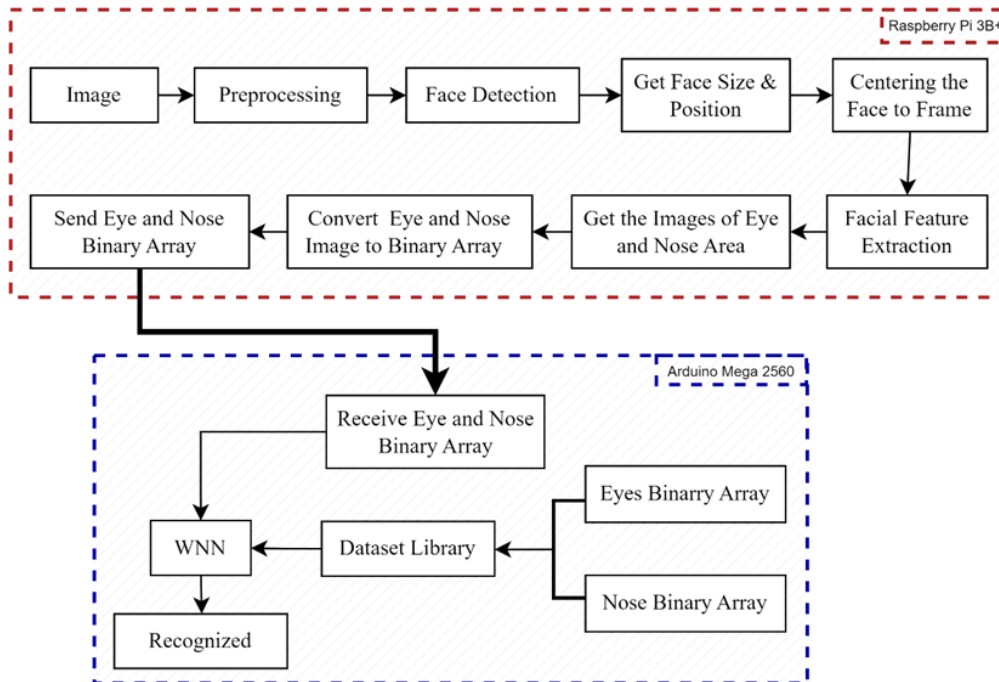 Raspberry Pi 3B+
Image
Preprocessing
Face Detection
Get Face Size &
Position
Centering the
Face to Frame
Send Eye and Nose
Binary Array
Convert Eye and Nose
Image to Binary Array
Get the Images of Eye
and Nose Area
Facial Feature
Extraction
Arduino Mega 2560
Receive Eye and Nose
Binary Array
Eyes Binarry Array
WNN
Dataset Library
Nose Binary Array
Recognized